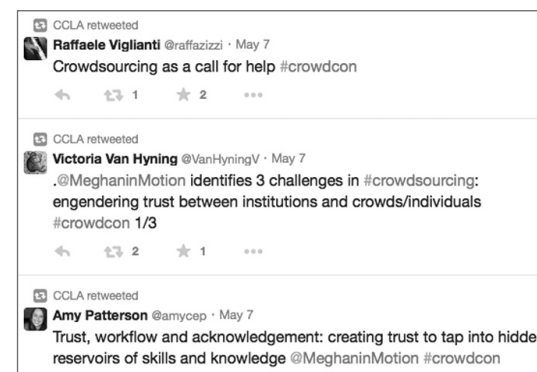 CCLA retweeted
Raffaele Viglianti @raffazizzi · May 7
Crowdsourcing as a call for help #crowdcon
1 2
CCLA retweeted
Victoria Van Hyning @VanHyningV · May 7
.@MeghaninMotion identifies 3 challenges in #crowdsourcing:
engendering trust between institutions and crowds/individuals
#crowdcon 1/3
2 1
CCLA retweeted
Amy Patterson @amycep · May 7
Trust, workflow and acknowledgement: creating trust to tap into hidde
reservoirs of skills and knowledge @MeghaninMotion #crowdcon